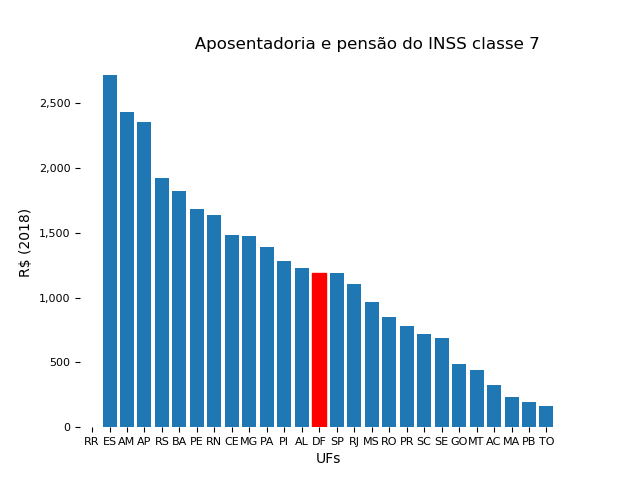 Aposentadoria e pensão do INSS classe 7
R$ (2018)
2,500
2,000
1,500
1,000
500
0
RR ES AM AP RS BA PE RN CE MG PA PI AL DF SP RJ MS RO PR SC SE GO MT AC MA PB TO
UFs